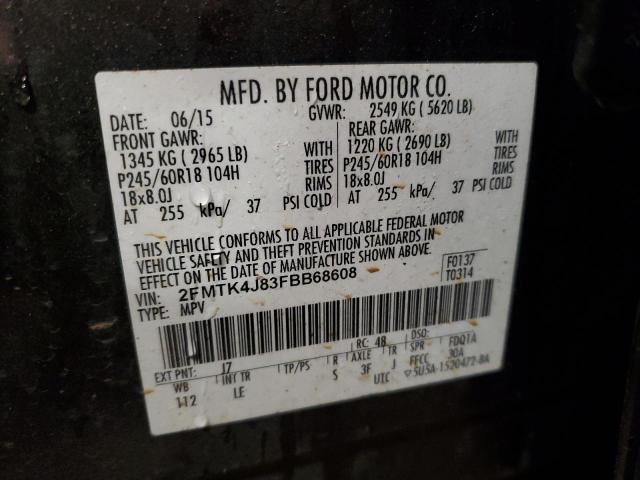 MFD. BY FORD MOTOR CO.
DATE: 06/15 GVWR: 2549 KG ( 5620 LB)
FRONT GAWR: REAR GAWR:
1345 KG ( 2965 LB) WITH 1220 KG ( 2690 LB) WITH
P245/60R18 104H TIRES P245/60R18 104H TIRES
18x8.0J RIMS 18x8.0J RIMS
AT 255 kPa/ 37 PSI COLD AT 255 kPa/ 37 PSI COLD
THIS VEHICLE CONFORMS TO ALL APPLICABLE FEDERAL MOTOR
VEHICLE SAFETY AND THEFT PREVENTION STANDARDS IN
EFFECT ON THE DATE OF MANUFACTURE SHOWN ABOVE.
VIN: 2FMTK4J83FBB68608 F0137
TYPE: MPV T0314
EXT PNT: J7 RC: 48 DSO: FDQTA
WB INT TR TP/PS R AXLE TR SPR 30A
112 LE S 3F J FFCC
UTC ▽5U5A-1520472-BA